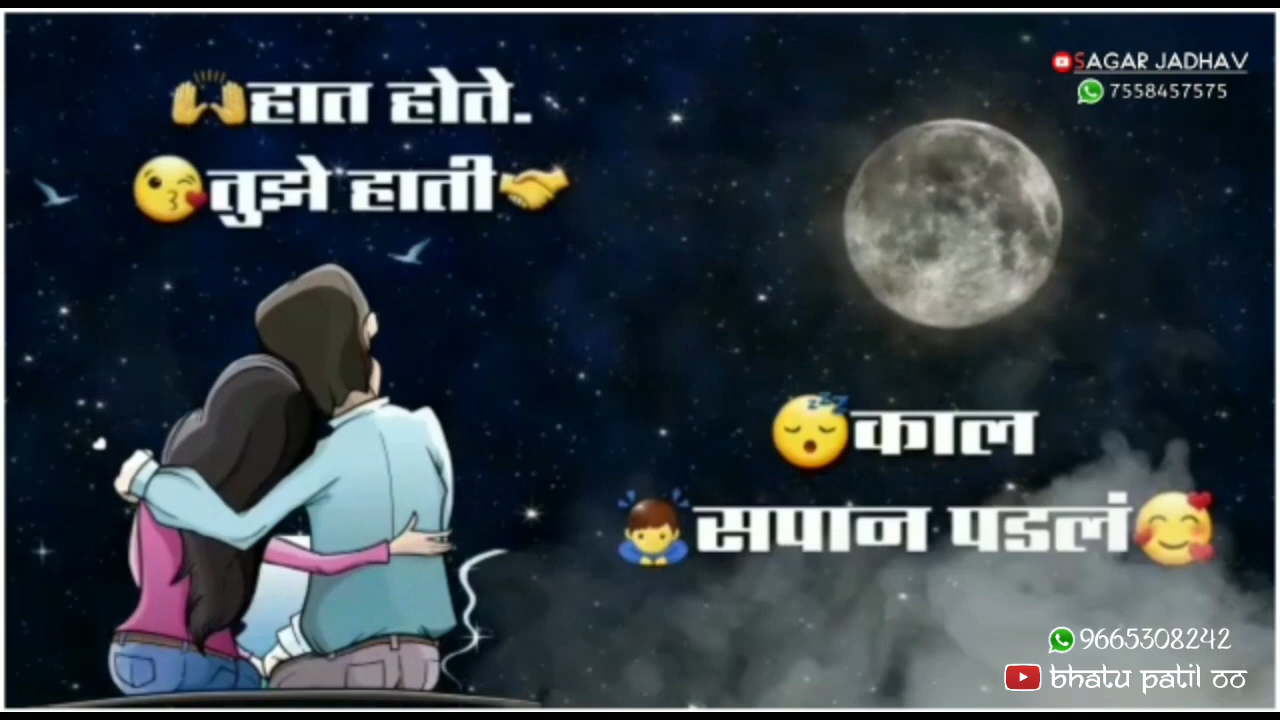 हात होते.
तुझे हाती
SAGAR JADHAV
7558457575
काल
सपान पडलं
9665308242
BHATU PATIL OO